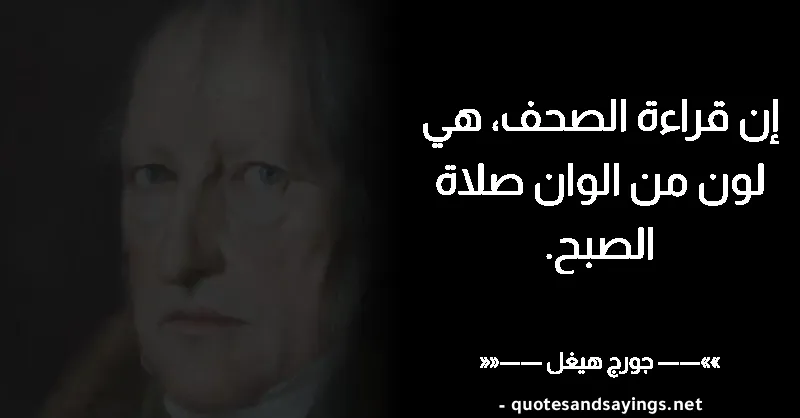 إن قراءة الصحف، هي
لون من الوان صلاة
الصبح.
»»—— جورج هيغل ——««
- quotesandsayings.net